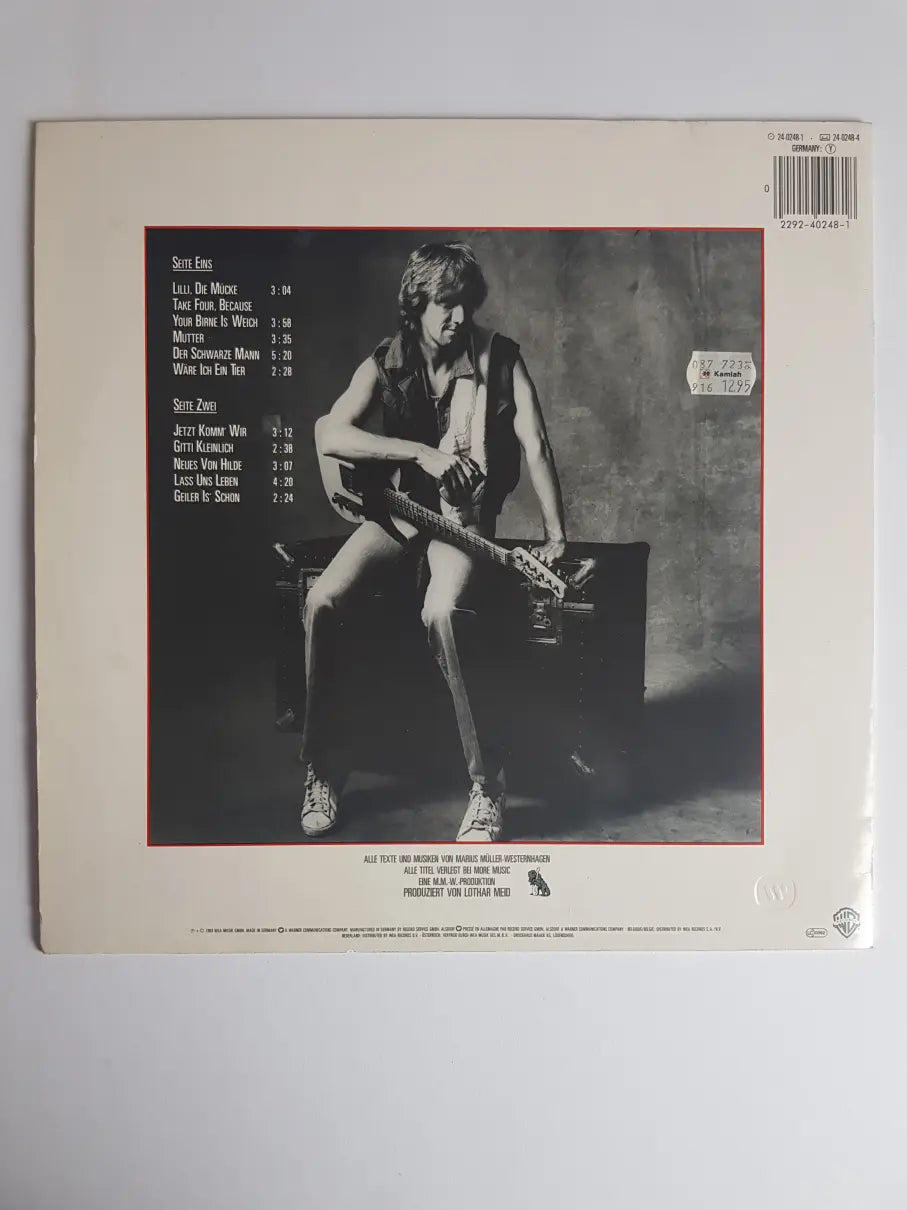 24-0248-1 · 24-0248-4
GERMANY: Y
0
2292-40248-1
SEITE EINS
LILLI, DIE MÜCKE 3:04
TAKE FOUR, BECAUSE
YOUR BIRNE IS WEICH 3:50
MUTTER 3:35
DER SCHWARZE MANN 5:20
WÄRE ICH EIN TIER 2:28
SEITE ZWEI
JETZT KOMM' WIR 3:12
GITTI KLEINLICH 2:38
NEUES VON HILDE 3:07
LASS UNS LEBEN 4:20
GEILER IS' SCHON 2:24
087 723
Kamlah
916 12.95
ALLE TEXTE UND MUSIKEN VON MARIUS MÜLLER-WESTERNHAGEN
ALLE TITEL VERLEGT BEI MORE MUSIC
EINE M.M.-W.-PRODUKTION
PRODUZIERT VON LOTHAR MEID
W